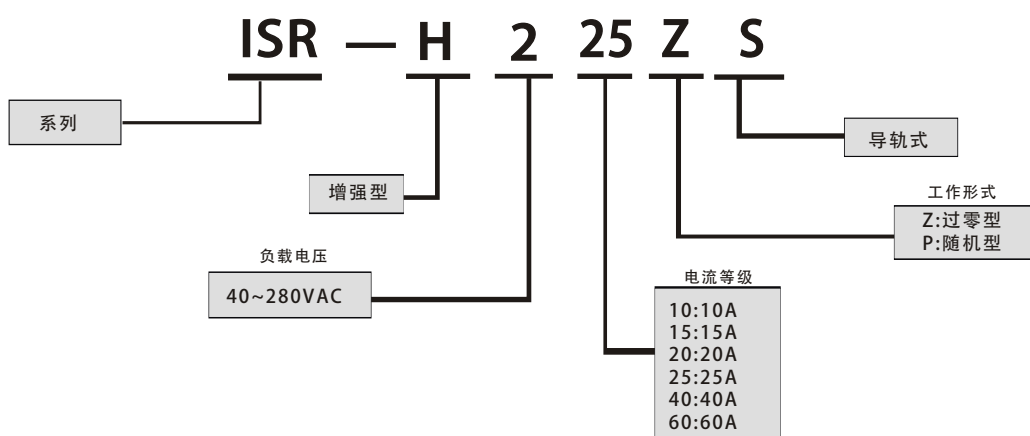 ISR — H 2 25 Z S
系列
导轨式
增强型
工作形式
Z:过零型
P:随机型
负载电压
40~280VAC
电流等级
10:10A
15:15A
20:20A
25:25A
40:40A
60:60A